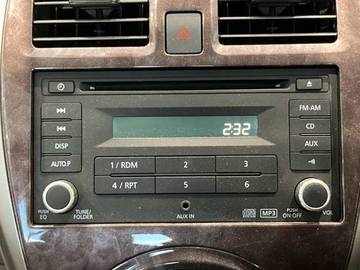 2:32
FM·AM
CD
DISP
AUX
AUTO.P
1 / RDM 2 3
4 / RPT 5 6
PUSH
EQ
TUNE/
FOLDER
AUX IN
MP3
PUSH
ON OFF
VOL